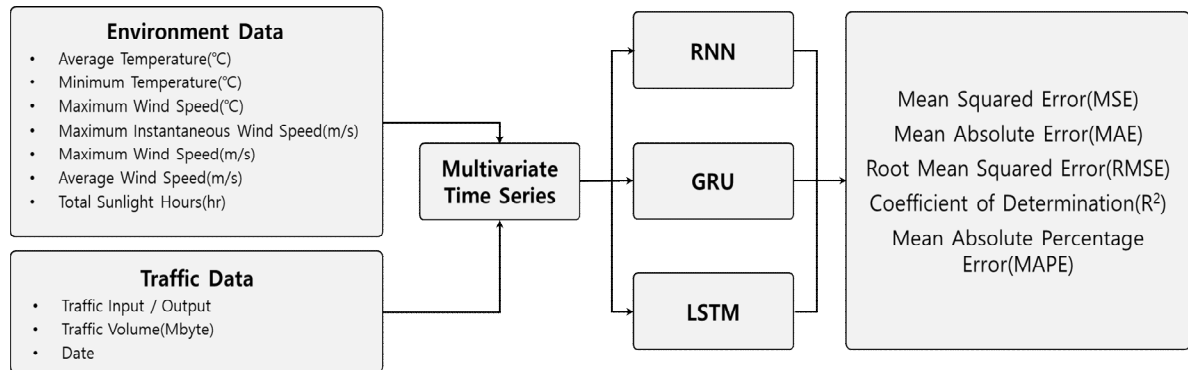 Environment Data
• Average Temperature(℃)
• Minimum Temperature(℃)
• Maximum Wind Speed(℃)
• Maximum Instantaneous Wind Speed(m/s)
• Maximum Wind Speed(m/s)
• Average Wind Speed(m/s)
• Total Sunlight Hours(hr)
Traffic Data
• Traffic Input / Output
• Traffic Volume(Mbyte)
• Date
Multivariate
Time Series
RNN
GRU
LSTM
Mean Squared Error(MSE)
Mean Absolute Error(MAE)
Root Mean Squared Error(RMSE)
Coefficient of Determination(R²)
Mean Absolute Percentage
Error(MAPE)